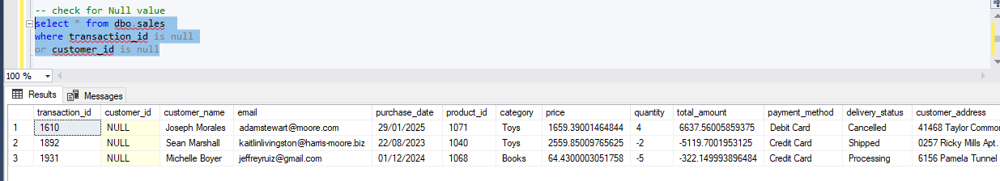 -- check for Null value
select * from dbo.sales
where transaction_id is null
or customer_id is null
100 %
Results Messages
transaction_id customer_id customer_name email purchase_date product_id category price quantity total_amount payment_method delivery_status customer_address
1 1610 NULL Joseph Morales adamstewart@moore.com 29/01/2025 1071 Toys 1659.39001464844 4 6637.56005859375 Debit Card Cancelled 41468 Taylor Commo
2 1892 NULL Sean Marshall kaitlinlivingston@harris-moore.biz 22/08/2023 1040 Toys 2559.85009765625 -2 -5119.7001953125 Credit Card Shipped 0257 Ricky Mills Apt.
3 1931 NULL Michelle Boyer jeffreyruiz@gmail.com 01/12/2024 1068 Books 64.4300003051758 -5 -322.149993896484 Credit Card Processing 6156 Pamela Tunnel